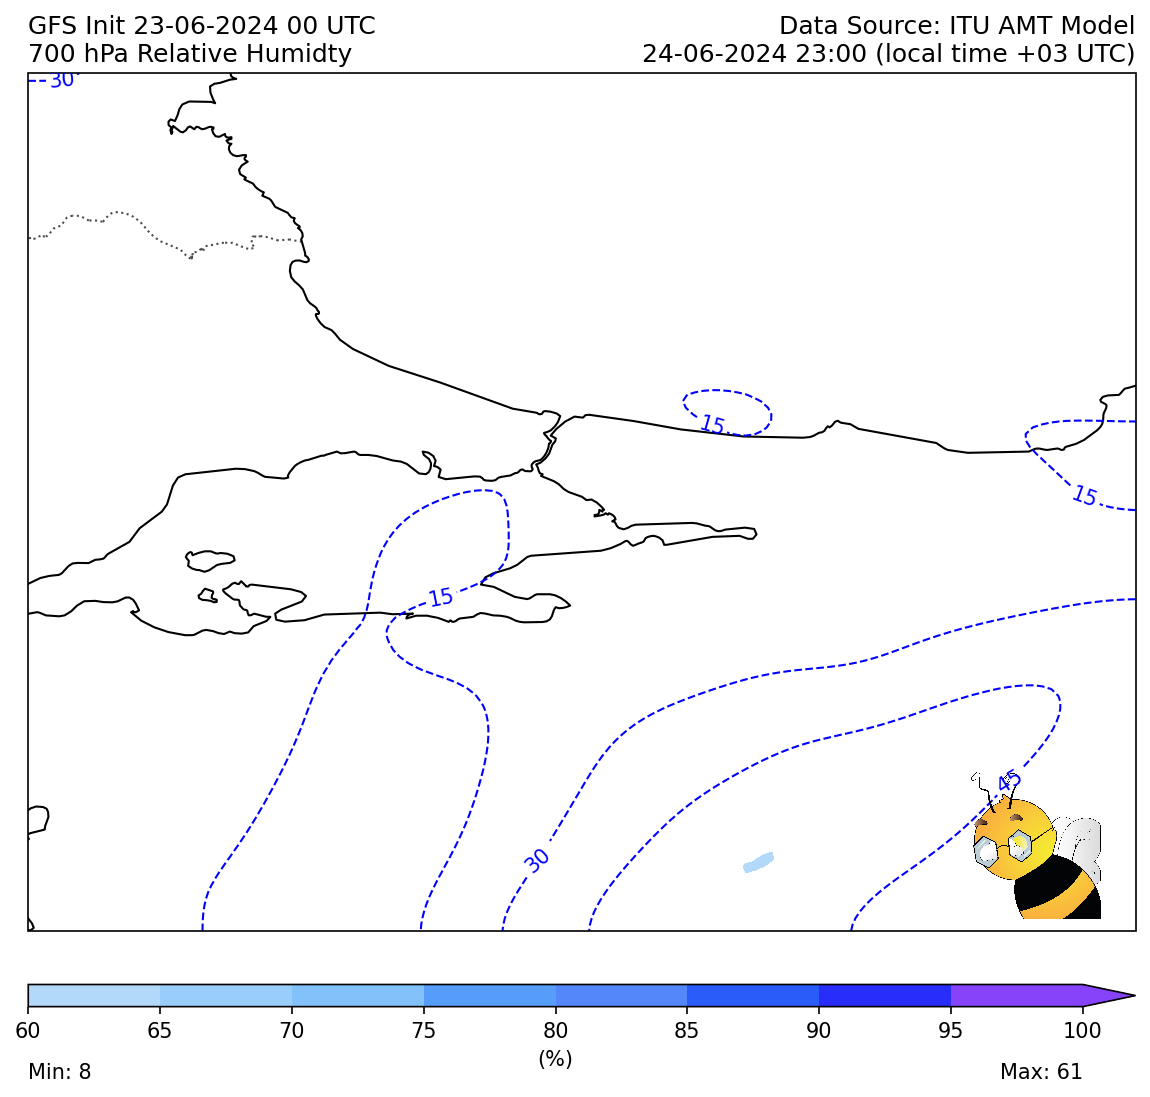 GFS Init 23-06-2024 00 UTC
Data Source: ITU AMT Model
700 hPa Relative Humidty
24-06-2024 23:00 (local time +03 UTC)
30
15
15
15
45
30
60 65 70 75 80 85 90 95 100
(%)
Min: 8
Max: 61